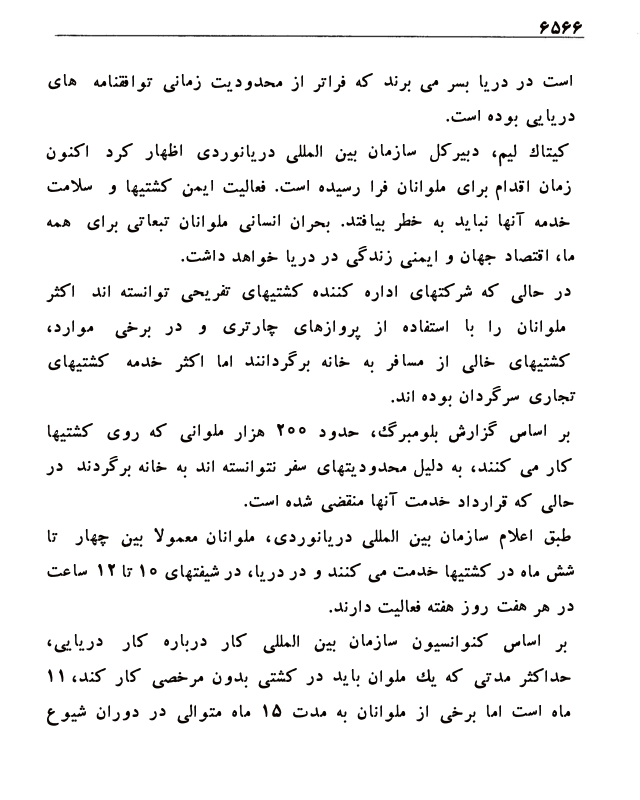 ۶۵۶۶
است در دریا بسر می برند که فراتر از محدودیت زمانی توافقنامه های
دریایی بوده است.
کیتاك لیم، دبیرکل سازمان بین المللی دریانوردی اظهار کرد اکنون
زمان اقدام برای ملوانان فرا رسیده است. فعالیت ایمن کشتیها و سلامت
خدمه آنها نباید به خطر بیافتد. بحران انسانی ملوانان تبعاتی برای همه
ما، اقتصاد جهان و ایمنی زندگی در دریا خواهد داشت.
در حالی که شرکتهای اداره کننده کشتیهای تفریحی توانسته اند اکثر
ملوانان را با استفاده از پروازهای چارتری و در برخی موارد،
کشتیهای خالی از مسافر به خانه برگردانند اما اکثر خدمه کشتیهای
تجاری سرگردان بوده اند.
بر اساس گزارش بلومبرگ، حدود ۲۰۰ هزار ملوانی که روی کشتیها
کار می کنند، به دلیل محدودیتهای سفر نتوانسته اند به خانه برگردند در
حالی که قرارداد خدمت آنها منقضی شده است.
طبق اعلام سازمان بین المللی دریانوردی، ملوانان معمولا بین چهار تا
شش ماه در کشتیها خدمت می کنند و در دریا، در شیفتهای ۱۰ تا ۱۲ ساعت
در هر هفت روز هفته فعالیت دارند.
بر اساس کنوانسیون سازمان بین المللی کار درباره کار دریایی،
حداکثر مدتی که یك ملوان باید در کشتی بدون مرخصی کار کند، ۱۱
ماه است اما برخی از ملوانان به مدت ۱۵ ماه متوالی در دوران شیوع